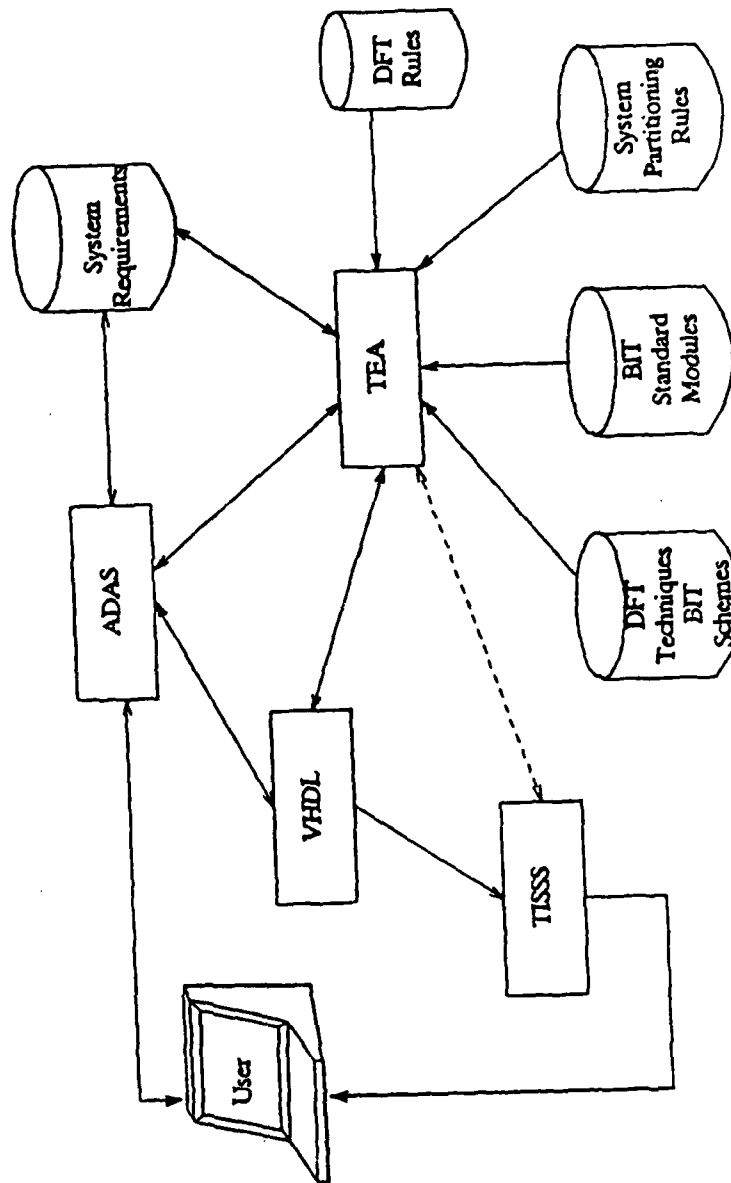 User
ADAS
System
Requirements
VHDL
TEA
DFT
Rules
TISSS
DFT
Techniques
BIT
Schemes
BIT
Standard
Modules
System
Partitioning
Rules